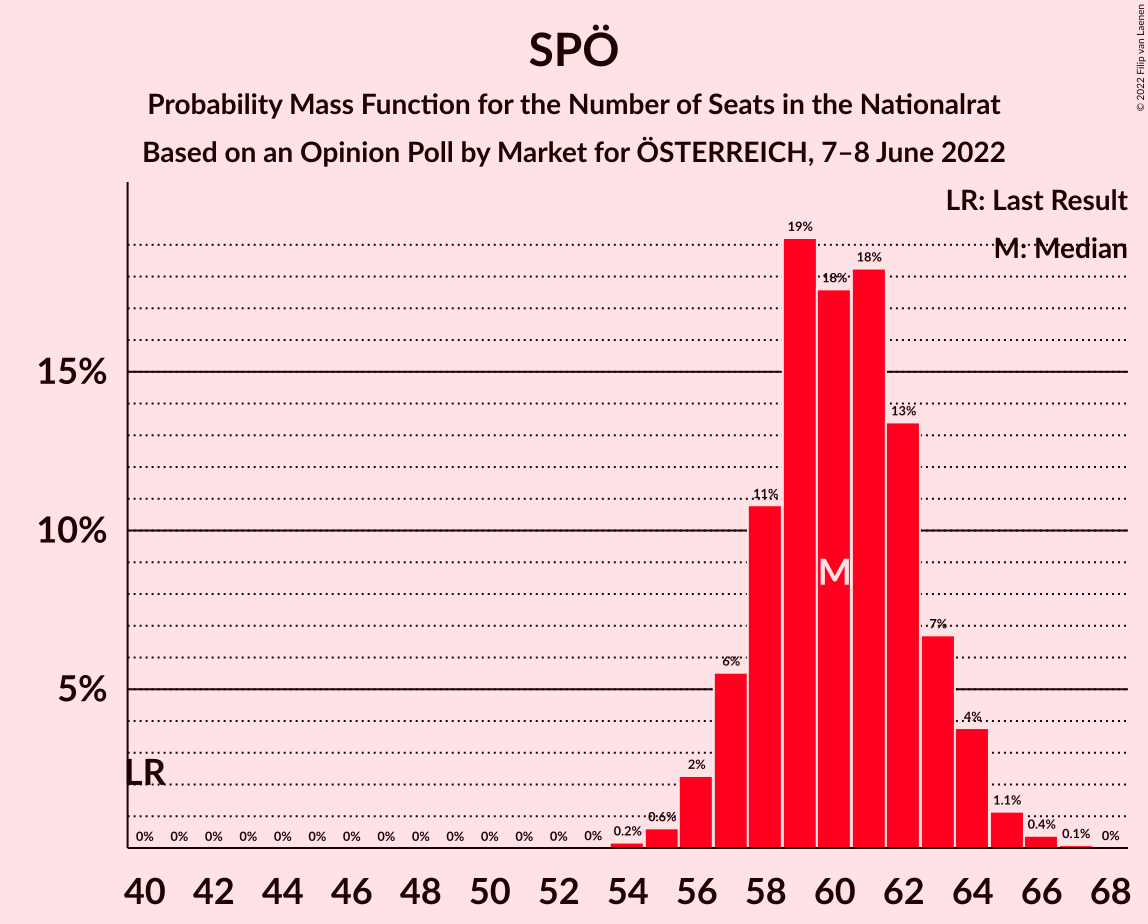 SPÖ
Probability Mass Function for the Number of Seats in the Nationalrat
Based on an Opinion Poll by Market for ÖSTERREICH, 7–8 June 2022
© 2022 Filip van Laenen
LR: Last Result
M: Median
15%
10%
5%
LR
M
0% 0% 0% 0% 0% 0% 0% 0% 0% 0% 0% 0% 0% 0% 0.2% 0.6% 2% 6% 11% 19% 18% 18% 13% 7% 4% 1.1% 0.4% 0.1% 0%
40 42 44 46 48 50 52 54 56 58 60 62 64 66 68